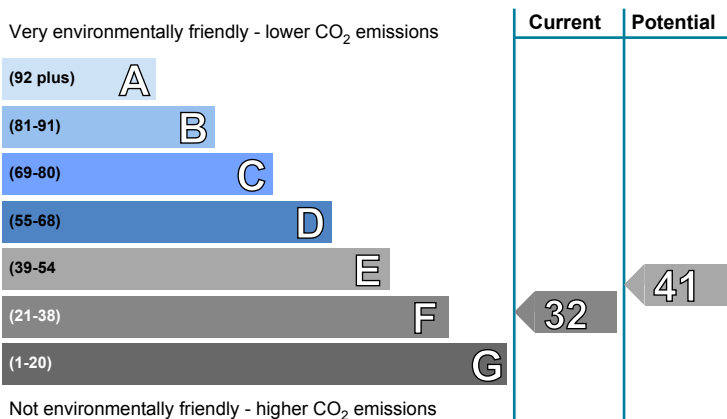 Very environmentally friendly - lower CO2 emissions
Current
Potential
(92 plus) A
(81-91) B
(69-80) C
(55-68) D
(39-54 E
(21-38) F
(1-20) G
32
41
Not environmentally friendly - higher CO2 emissions